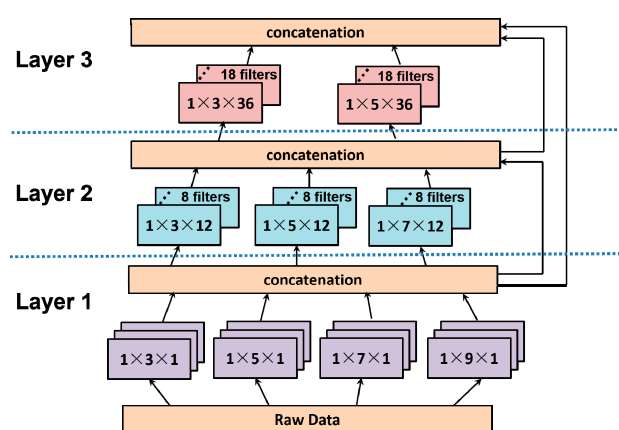 concatenation
Layer 3
18 filters
18 filters
1×3×36
1×5×36
concatenation
Layer 2
8 filters
8 filters
8 filters
1×3×12
1×5×12
1×7×12
concatenation
Layer 1
1×3×1
1×5×1
1×7×1
1×9×1
Raw Data